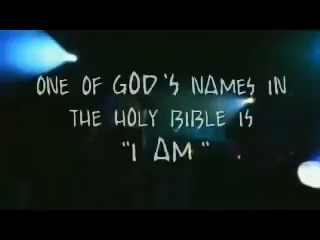 ONE OF GOD'S NAMES IN
THE HOLY BIBLE IS
"I AM" .